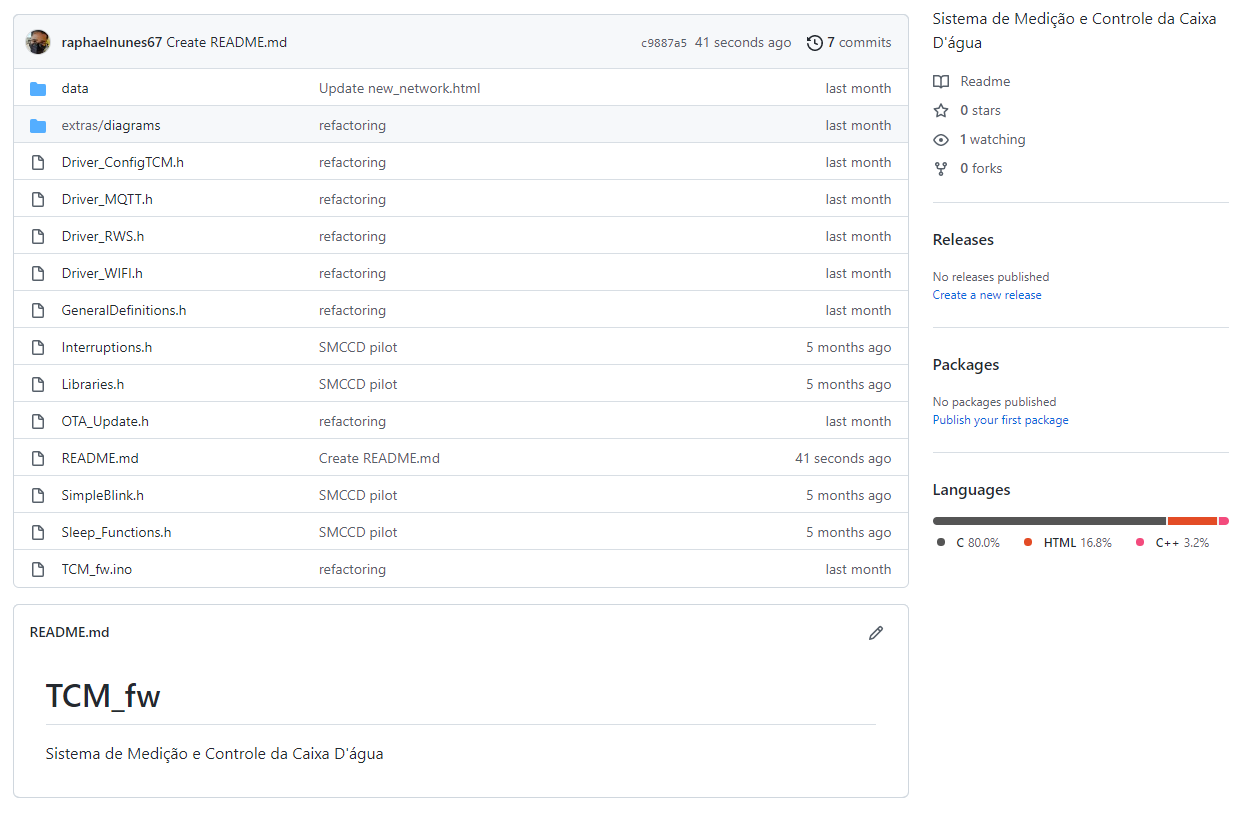 raphaelnunes67 Create README.md c9887a5 41 seconds ago 7 commits
data Update new_network.html last month
extras/diagrams refactoring last month
Driver_ConfigTCM.h refactoring last month
Driver_MQTT.h refactoring last month
Driver_RWS.h refactoring last month
Driver_WIFI.h refactoring last month
GeneralDefinitions.h refactoring last month
Interruptions.h SMCCD pilot 5 months ago
Libraries.h SMCCD pilot 5 months ago
OTA_Update.h refactoring last month
README.md Create README.md 41 seconds ago
SimpleBlink.h SMCCD pilot 5 months ago
Sleep_Functions.h SMCCD pilot 5 months ago
TCM_fw.ino refactoring last month
README.md
TCM_fw
Sistema de Medição e Controle da Caixa D'água
Sistema de Medição e Controle da Caixa
D'água
Readme
0 stars
1 watching
0 forks
Releases
No releases published
Create a new release
Packages
No packages published
Publish your first package
Languages
C 80.0% HTML 16.8% C++ 3.2%